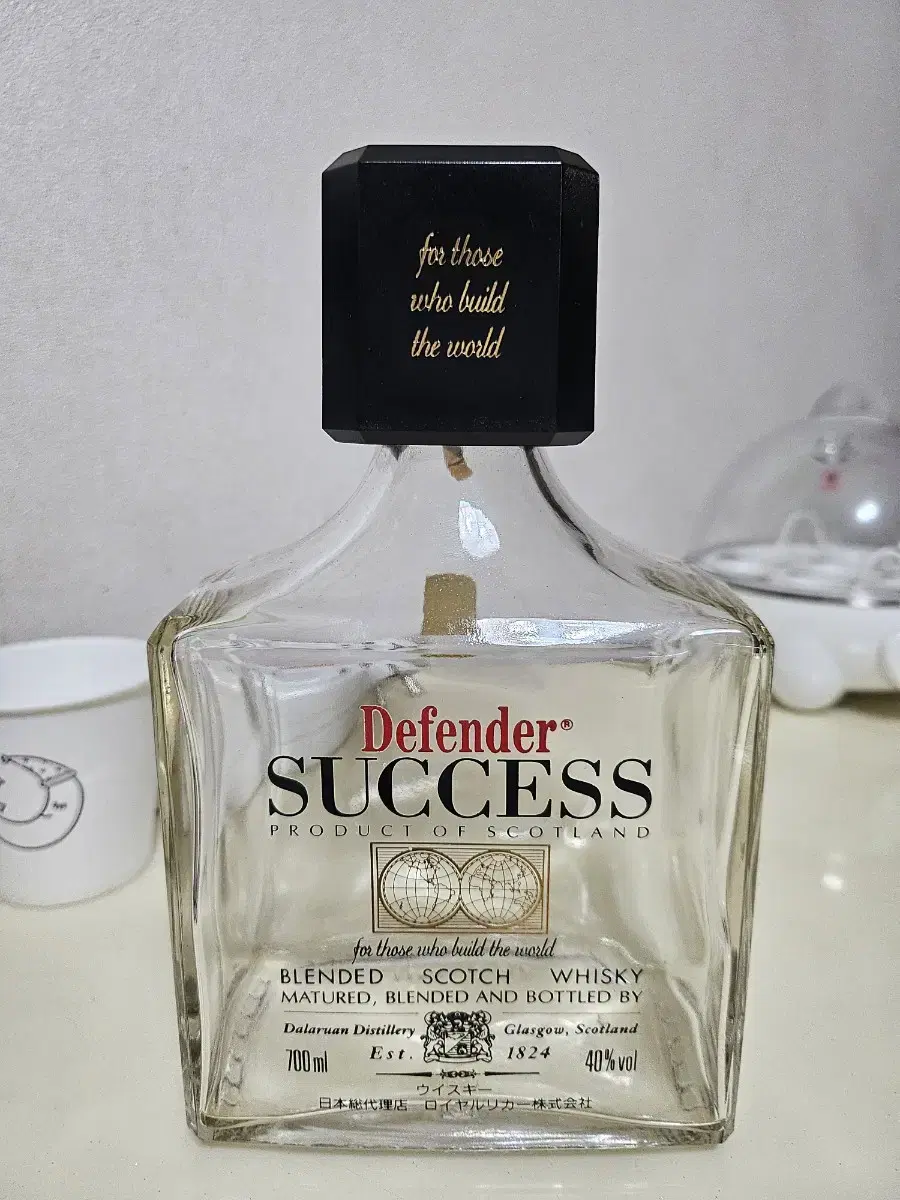 for those
who build
the world
Defender®
SUCCESS
PRODUCT OF SCOTLAND
for those who build the world
BLENDED SCOTCH WHISKY
MATURED, BLENDED AND BOTTLED BY
Dalaruan Distillery Glasgow, Scotland
700 ml Est. 1824 40% vol
ウイスキー
日本総代理店 ロイヤルリカー株式会社